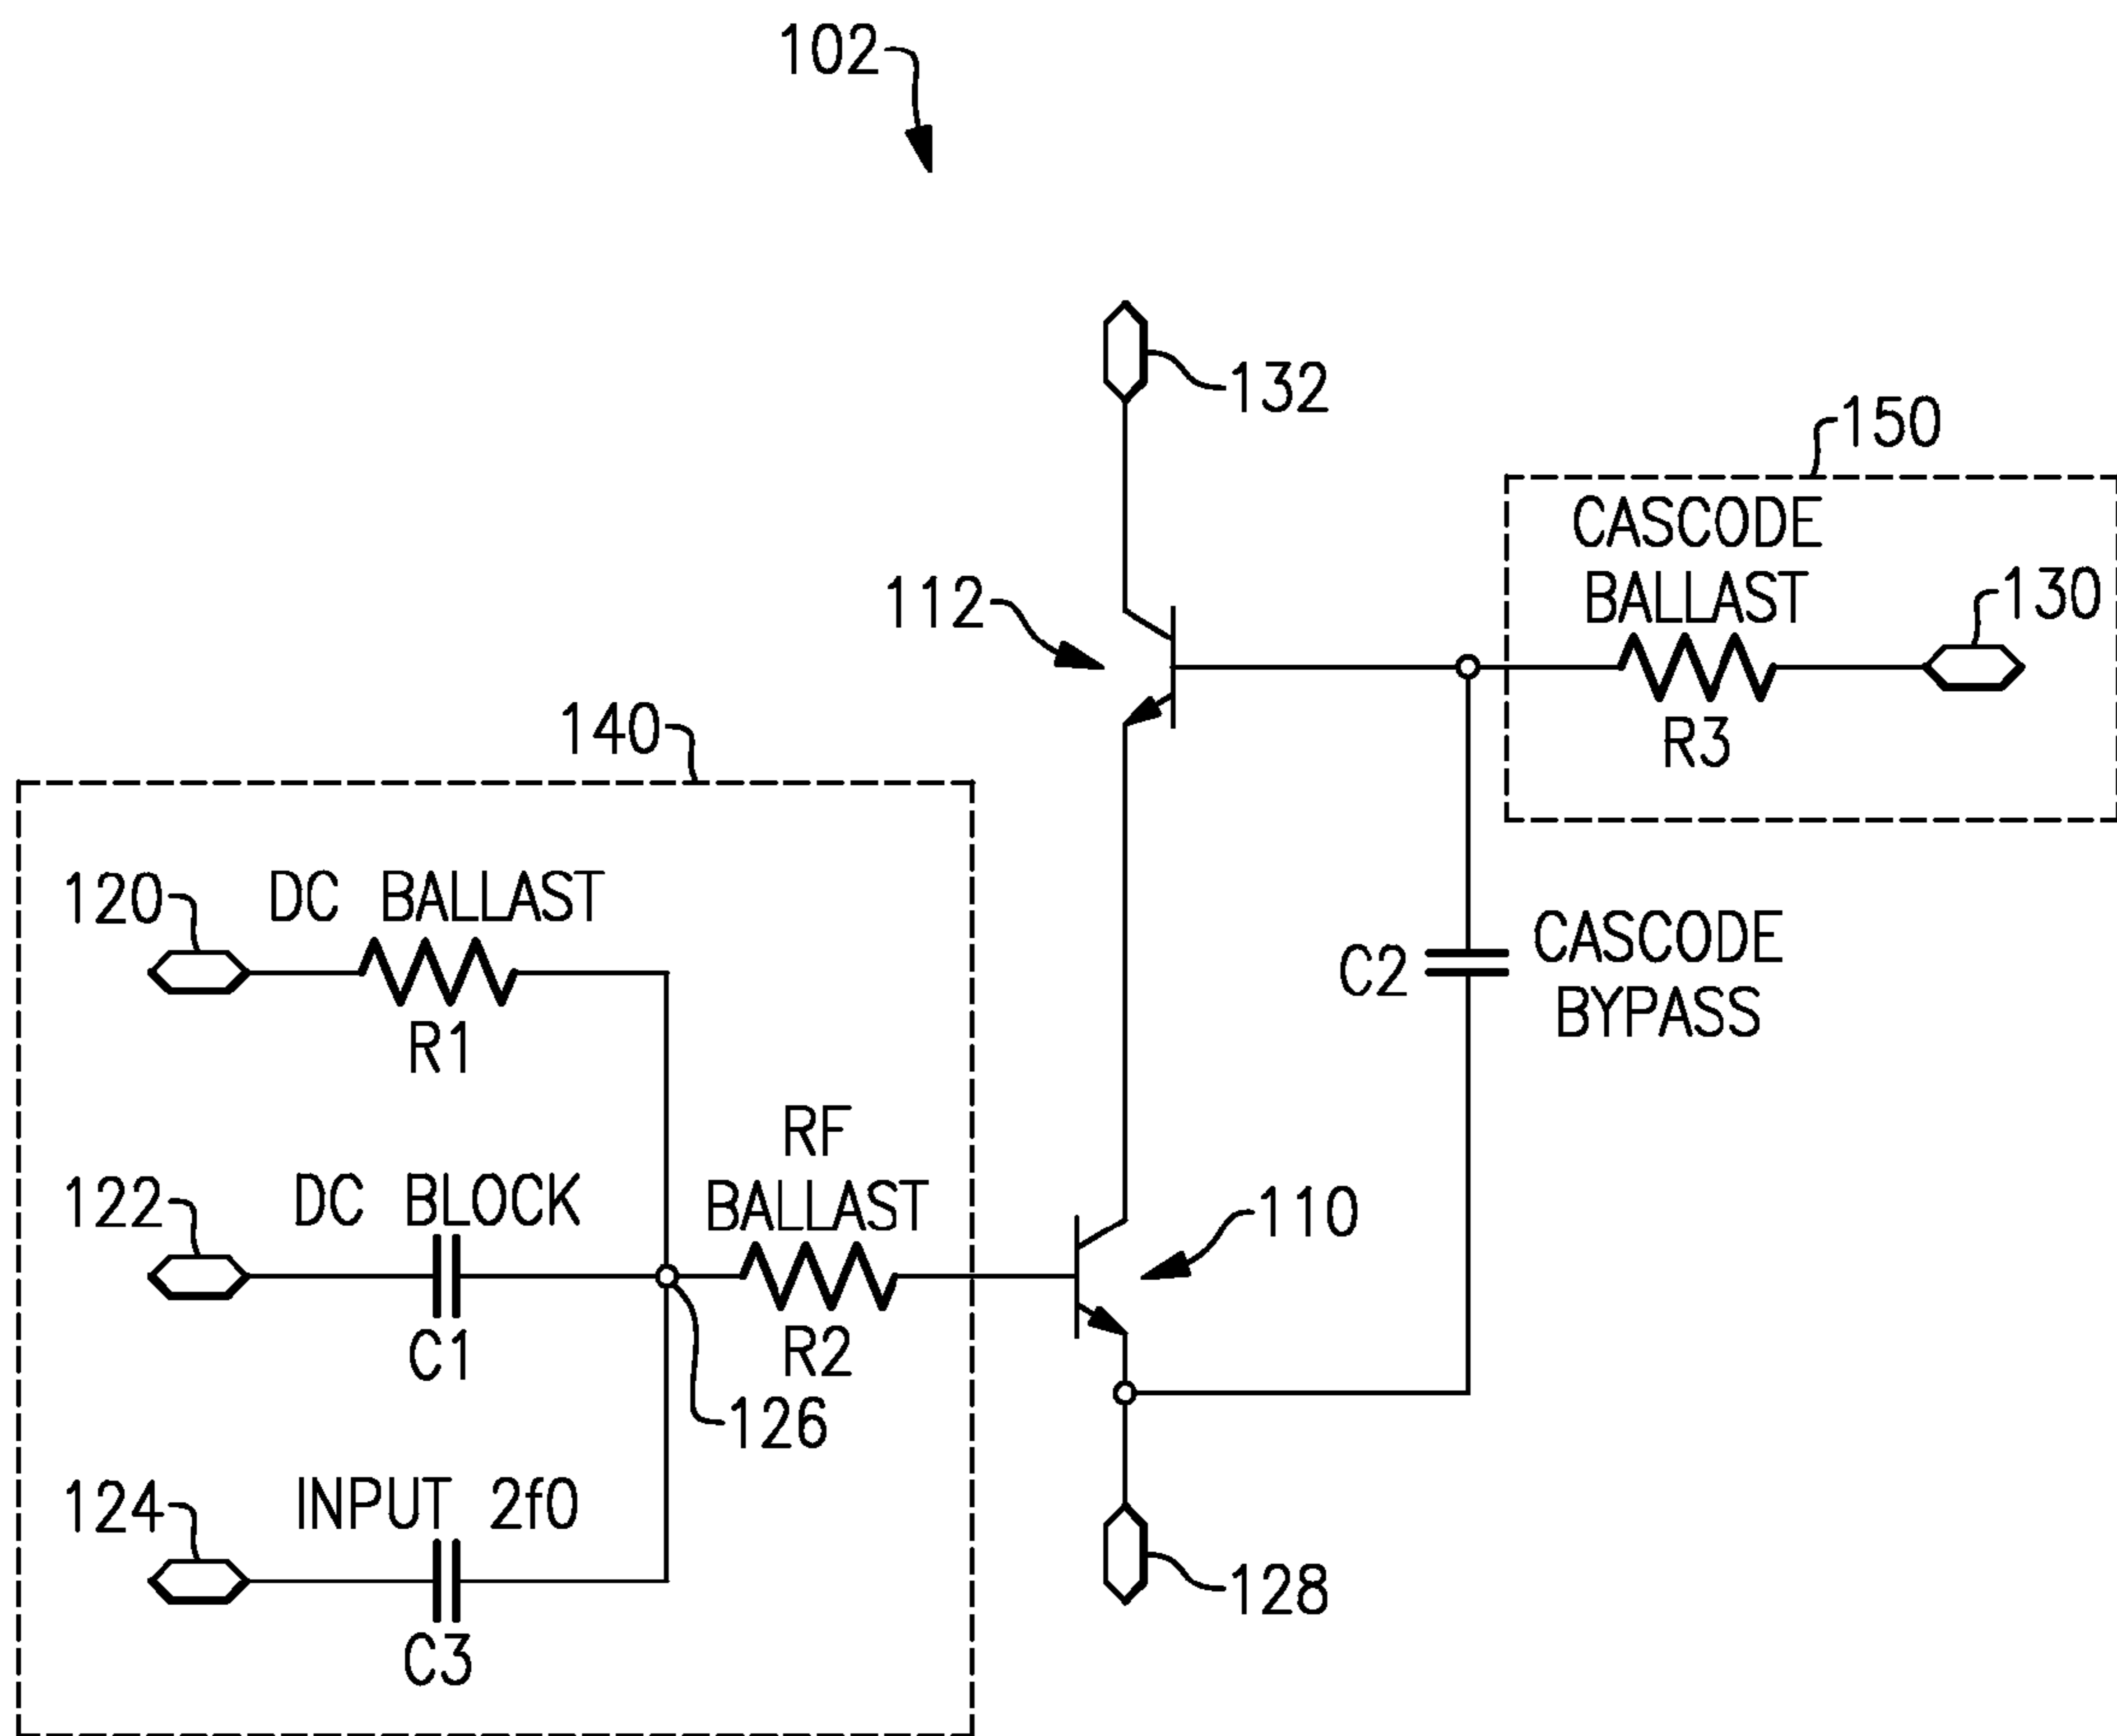 102
132
150
CASCODE
BALLAST
130
112
R3
140
120
DC BALLAST
C2
CASCODE
BYPASS
R1
RF
BALLAST
122
DC BLOCK
110
C1
R2
126
124
INPUT 2f0
128
C3